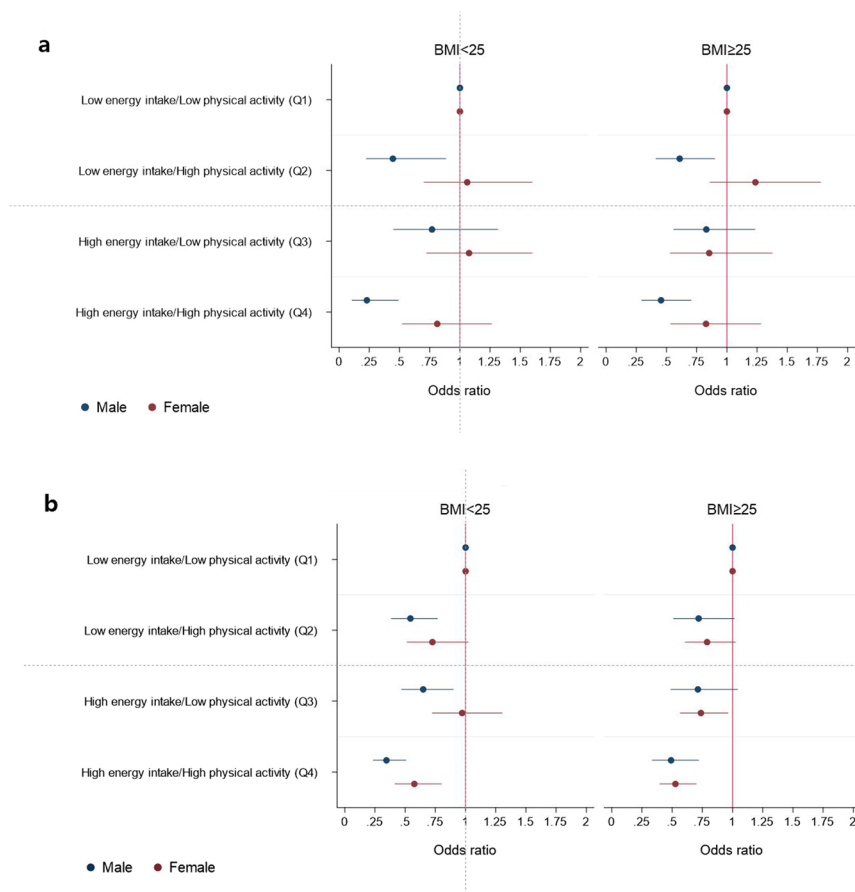 a
BMI<25
BMI≥25
Low energy intake/Low physical activity (Q1)
Low energy intake/High physical activity (Q2)
High energy intake/Low physical activity (Q3)
High energy intake/High physical activity (Q4)
0 .25 .5 .75 1 1.25 1.5 1.75 2 0 .25 .5 .75 1 1.25 1.5 1.75 2
Odds ratio Odds ratio
Male Female
b
BMI<25
BMI≥25
Low energy intake/Low physical activity (Q1)
Low energy intake/High physical activity (Q2)
High energy intake/Low physical activity (Q3)
High energy intake/High physical activity (Q4)
0 .25 .5 .75 1 1.25 1.5 1.75 2 0 .25 .5 .75 1 1.25 1.5 1.75 2
Odds ratio Odds ratio
Male Female